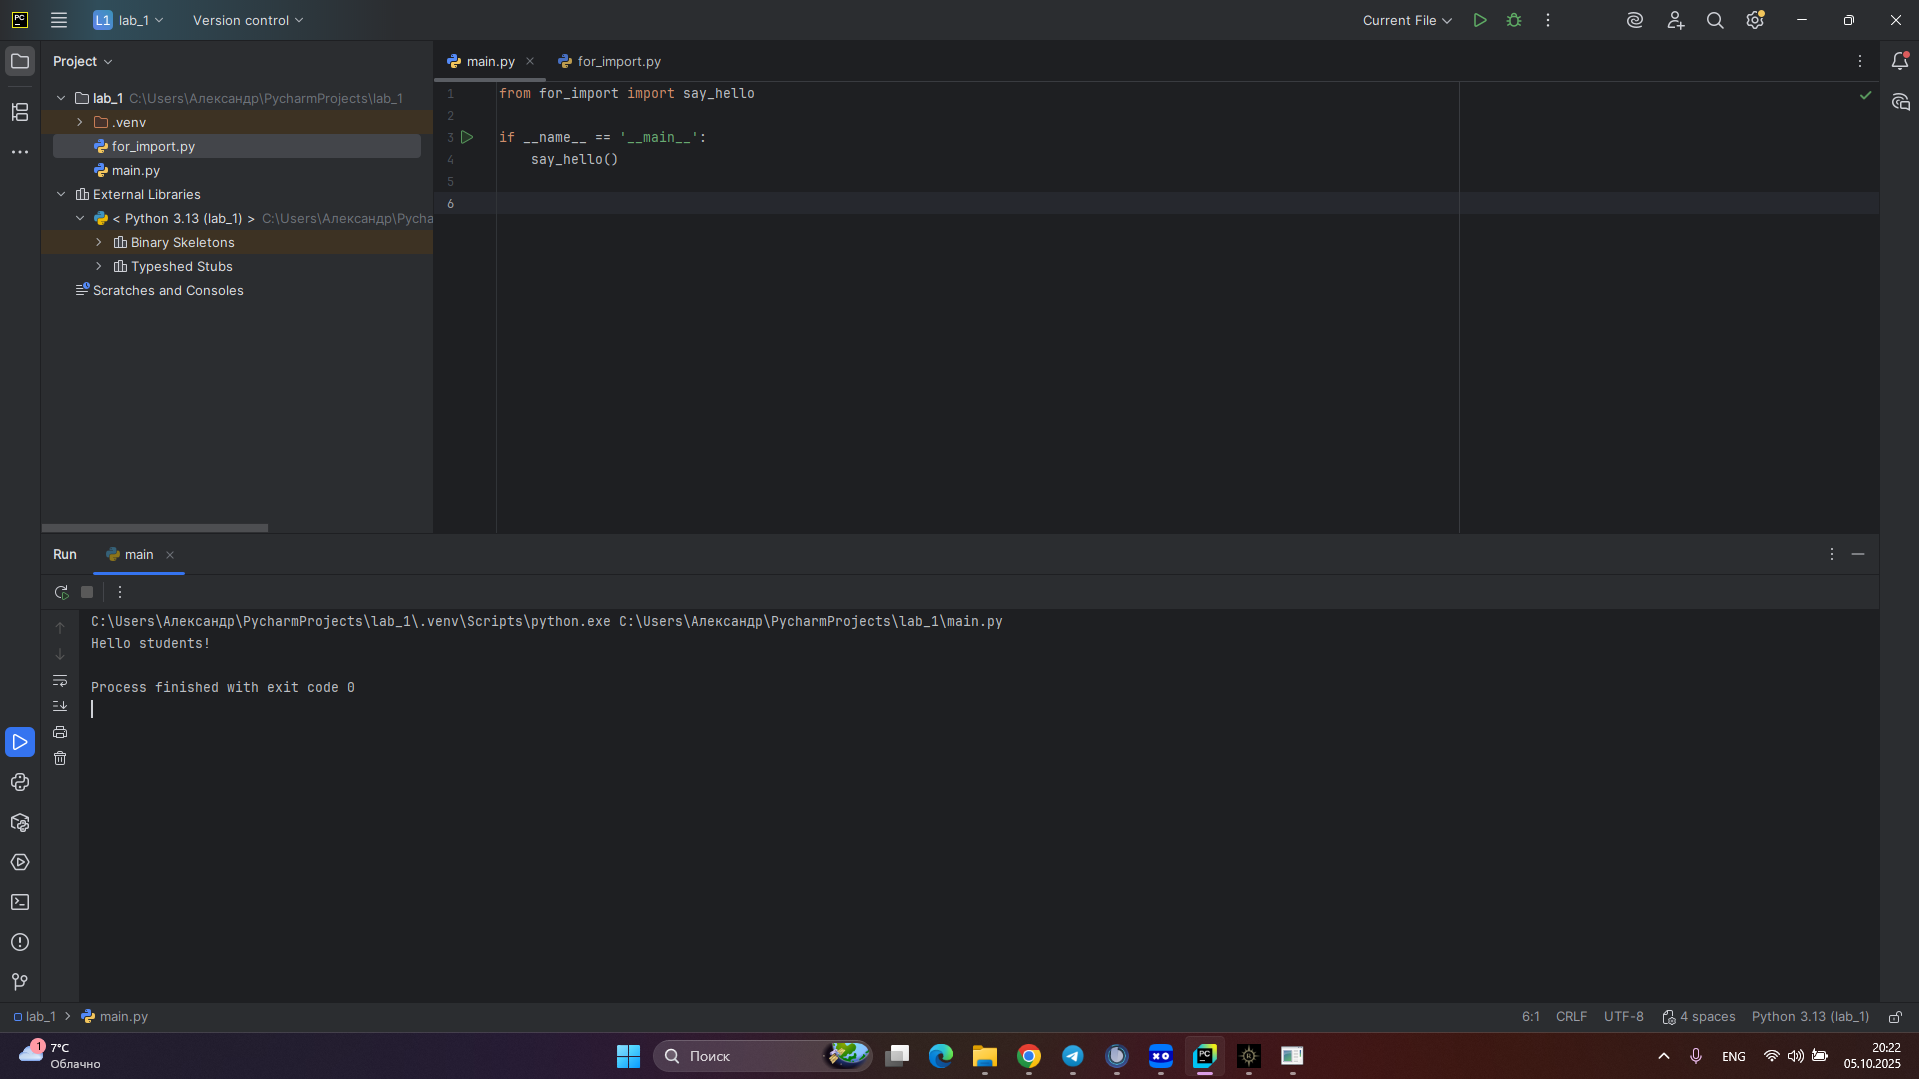 PC L1 lab_1 Version control Current File
Project
main.py for_import.py
lab_1 C:\Users\Александр\PycharmProjects\lab_1
.venv
for_import.py
main.py
External Libraries
< Python 3.13 (lab_1) > C:\Users\Александр\Pycha
Binary Skeletons
Typeshed Stubs
Scratches and Consoles
1 from for_import import say_hello
2
3 if __name__ == '__main__':
4 say_hello()
5
6
Run main
C:\Users\Александр\PycharmProjects\lab_1\.venv\Scripts\python.exe C:\Users\Александр\PycharmProjects\lab_1\main.py
Hello students!
Process finished with exit code 0
lab_1 > main.py 6:1 CRLF UTF-8 4 spaces Python 3.13 (lab_1)
1 7°C
Облачно
Поиск
XO
PC
ENG
20:22
05.10.2025